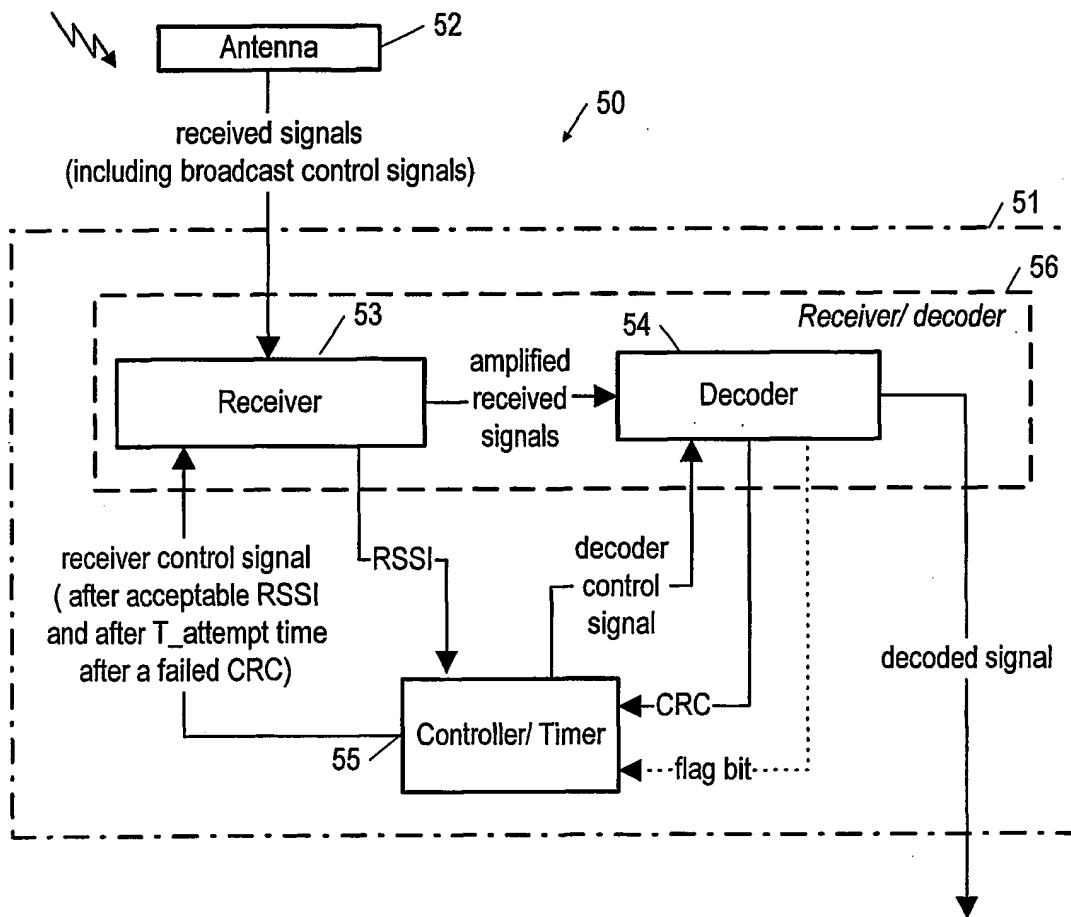 52
Antenna
50
received signals
(including broadcast control signals)
51
56
53
54
Receiver/ decoder
Receiver
amplified
received
signals
Decoder
receiver control signal
( after acceptable RSSI
and after T_attempt time
after a failed CRC)
RSSI
decoder
control
signal
decoded signal
CRC
55
Controller/ Timer
flag bit